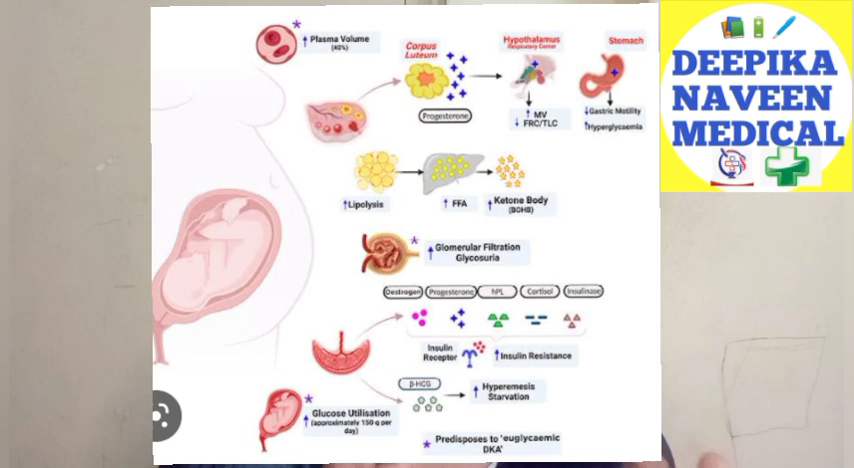 ↑ Plasma Volume
(40%)
Corpus
Luteum
Hypothalamus
Respiratory Center
Stomach
Progesterone
↑ MV
↓ FRC/TLC
↓Gastric Motility
↑Hyperglycaemia
↑Lipolysis
↑ FFA
↑ Ketone Body
(BOHB)
↑ Glomerular Filtration
Glycosuria
Oestrogen
Progesterone
hPL
Cortisol
Insulinase
Insulin
Receptor
↑ Insulin Resistance
β-HCG
↑ Hyperemesis
Starvation
↑ Glucose Utilisation
(approximately 150 g per
day)
* Predisposes to 'euglycaemic
DKA'
DEEPIKA
NAVEEN
MEDICAL